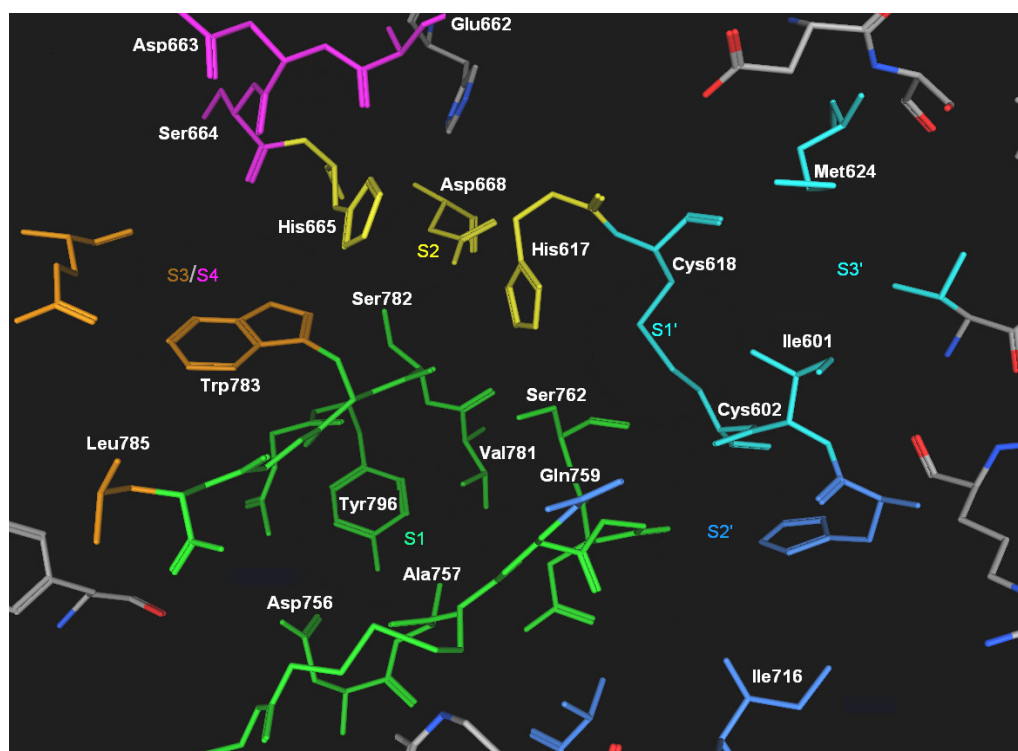 Glu662
Asp663
Ser664
Met624
Asp668
His665
S2
His617
Cys618
S3/S4
S3'
Ser782
S1'
Ile601
Trp783
Ser762
Cys602
Leu785
Val781
Gln759
Tyr796
S1
S2'
Ala757
Asp756
Ile716